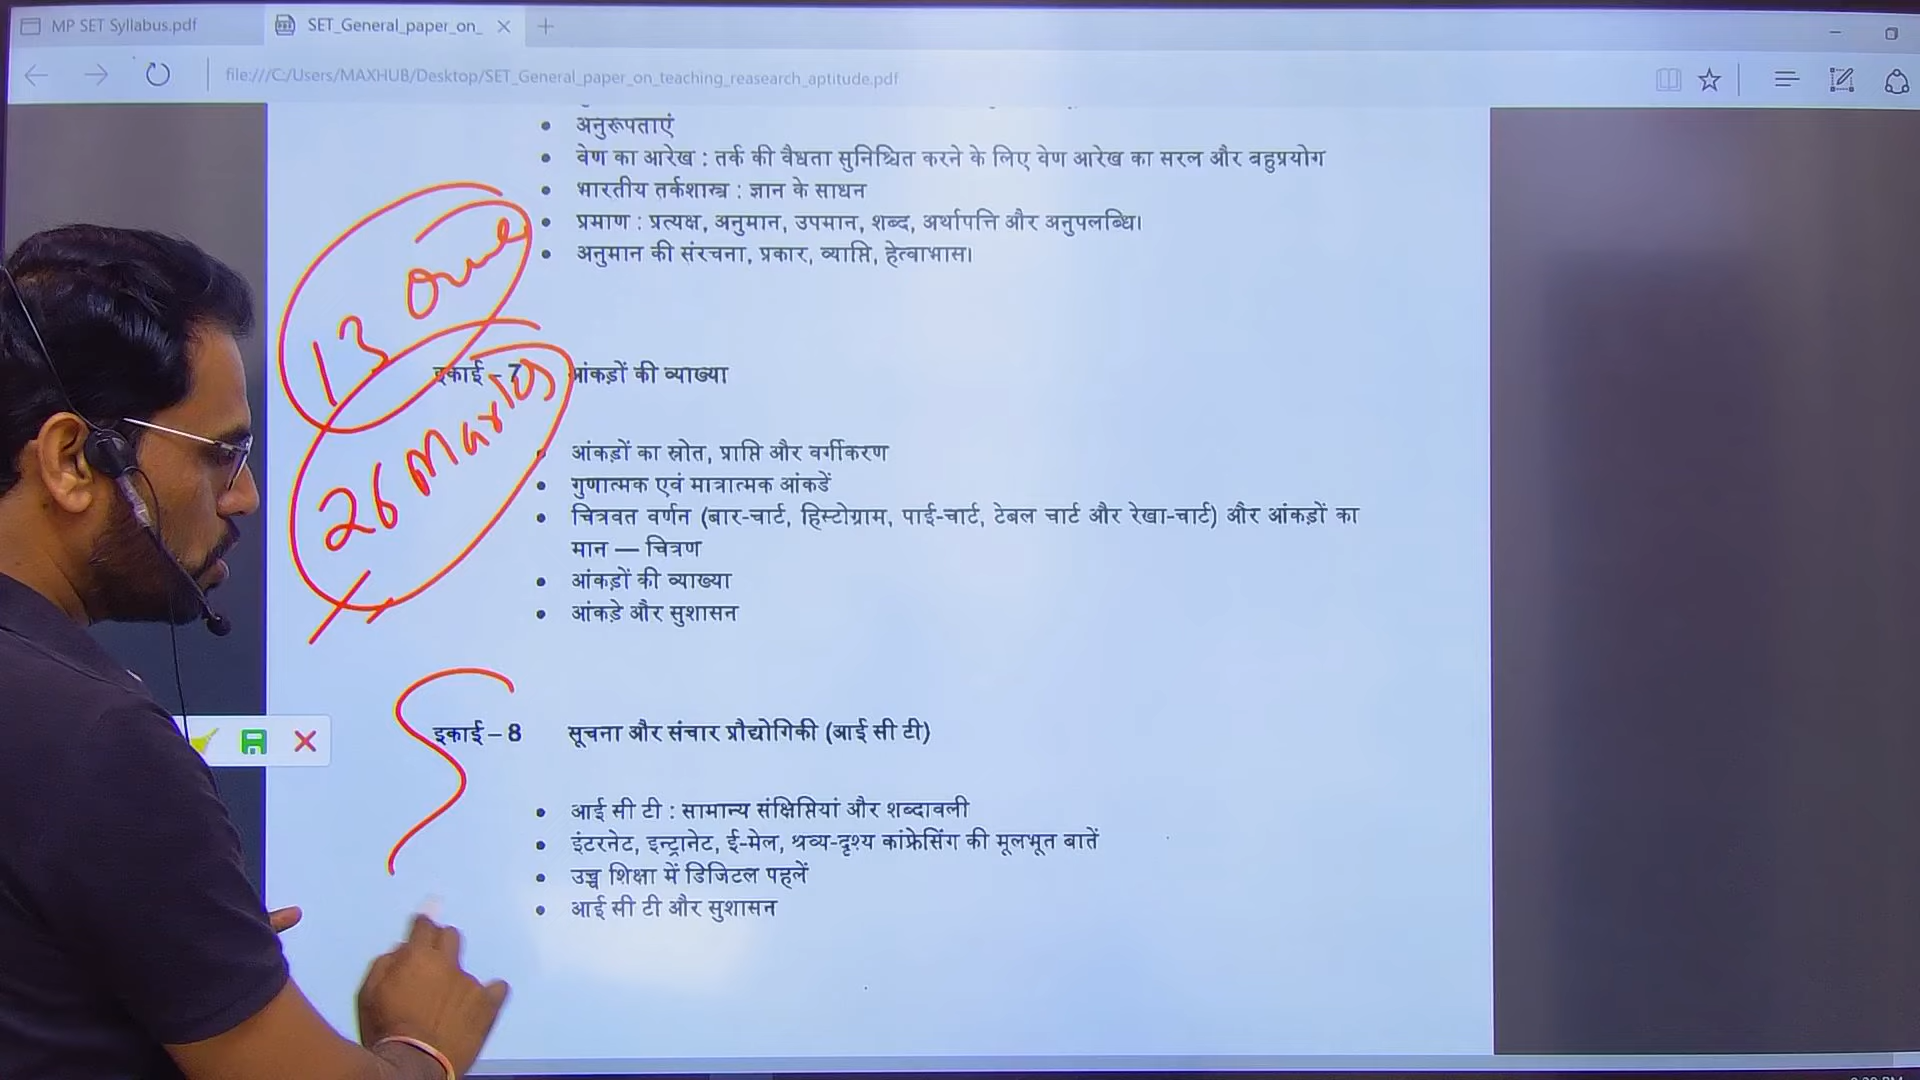 MP SET Syllabus.pdf
SET_General_paper_on_
file:///C:/Users/MAXHUB/Desktop/SET_General_paper_on_teaching_reasearch_aptitude.pdf
• अनुरूपताएं
• वेण का आरेख : तर्क की वैधता सुनिश्चित करने के लिए वेण आरेख का सरल और बहुप्रयोग
• भारतीय तर्कशास्त्र : ज्ञान के साधन
• प्रमाण : प्रत्यक्ष, अनुमान, उपमान, शब्द, अर्थापत्ति और अनुपलब्धि।
• अनुमान की संरचना, प्रकार, व्याप्ति, हेत्वाभास।
13
इकाई – 7 आंकड़ों की व्याख्या
26 Marks
• आंकड़ों का स्रोत, प्राप्ति और वर्गीकरण
• गुणात्मक एवं मात्रात्मक आंकडें
• चित्रवत वर्णन (बार-चार्ट, हिस्टोग्राम, पाई-चार्ट, टेबल चार्ट और रेखा-चार्ट) और आंकड़ों का
मान — चित्रण
• आंकड़ों की व्याख्या
• आंकड़े और सुशासन
इकाई – 8 सूचना और संचार प्रौद्योगिकी (आई सी टी)
• आई सी टी : सामान्य संक्षिप्तियां और शब्दावली
• इंटरनेट, इन्ट्रानेट, ई-मेल, श्रव्य-दृश्य कांफ्रेसिंग की मूलभूत बातें
• उच्च शिक्षा में डिजिटल पहलें
• आई सी टी और सुशासन